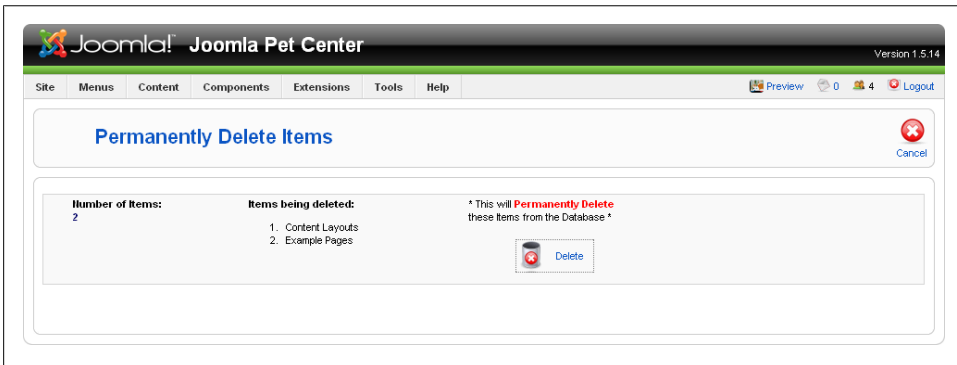 Joomla!™ Joomla Pet Center
Version 1.5.14
Site Menus Content Components Extensions Tools Help Preview 0 4 Logout
Permanently Delete Items
Cancel
Number of Items:
2
Items being deleted:
1. Content Layouts
2. Example Pages
* This will Permanently Delete
these Items from the Database *
Delete